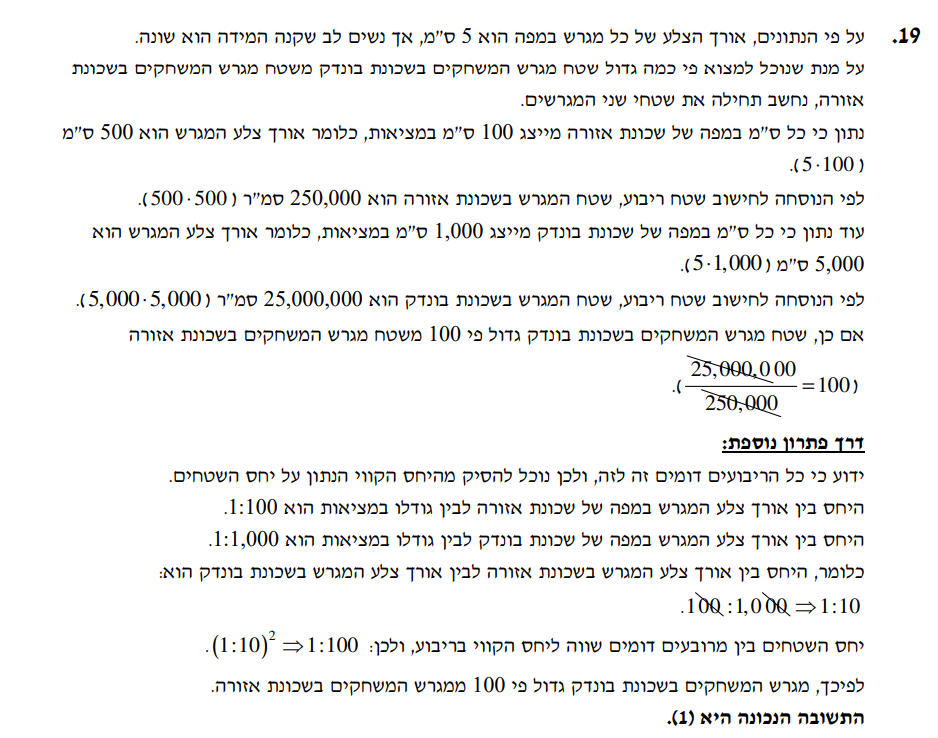 19. על פי הנתונים, אורך הצלע של כל מגרש במפה הוא 5 ס"מ, אך נשים לב שקנה המידה הוא שונה.
על מנת שנוכל למצוא פי כמה גדול שטח מגרש המשחקים בשכונת בונדק משטח מגרש המשחקים בשכונת
אזורה, נחשב תחילה את שטחי שני המגרשים.
נתון כי כל ס"מ במפה של שכונת אזורה מייצג 100 ס"מ במציאות, כלומר אורך צלע המגרש הוא 500 ס"מ
(5·100).
לפי הנוסחה לחישוב שטח ריבוע, שטח המגרש בשכונת אזורה הוא 250,000 סמ"ר (500·500).
עוד נתון כי כל ס"מ במפה של שכונת בונדק מייצג 1,000 ס"מ במציאות, כלומר אורך צלע המגרש הוא
5,000 ס"מ (5·1,000).
לפי הנוסחה לחישוב שטח ריבוע, שטח המגרש בשכונת בונדק הוא 25,000,000 סמ"ר (5,000·5,000).
אם כן, שטח מגרש המשחקים בשכונת בונדק גדול פי 100 משטח מגרש המשחקים בשכונת אזורה
(25,000,000 / 250,000 = 100).
דרך פתרון נוספת:
ידוע כי כל הריבועים דומים זה לזה, ולכן נוכל להסיק מהיחס הקווי הנתון על יחס השטחים.
היחס בין אורך צלע המגרש במפה של שכונת אזורה לבין גודלו במציאות הוא 1:100.
היחס בין אורך צלע המגרש במפה של שכונת בונדק לבין גודלו במציאות הוא 1:1,000.
כלומר, היחס בין אורך צלע המגרש בשכונת אזורה לבין אורך צלע המגרש בשכונת בונדק הוא:
100:1,000 ⇒ 1:10.
יחס השטחים בין מרובעים דומים שווה ליחס הקווי בריבוע, ולכן: (1:10)² ⇒ 1:100.
לפיכך, מגרש המשחקים בשכונת בונדק גדול פי 100 ממגרש המשחקים בשכונת אזורה.
התשובה הנכונה היא (1).